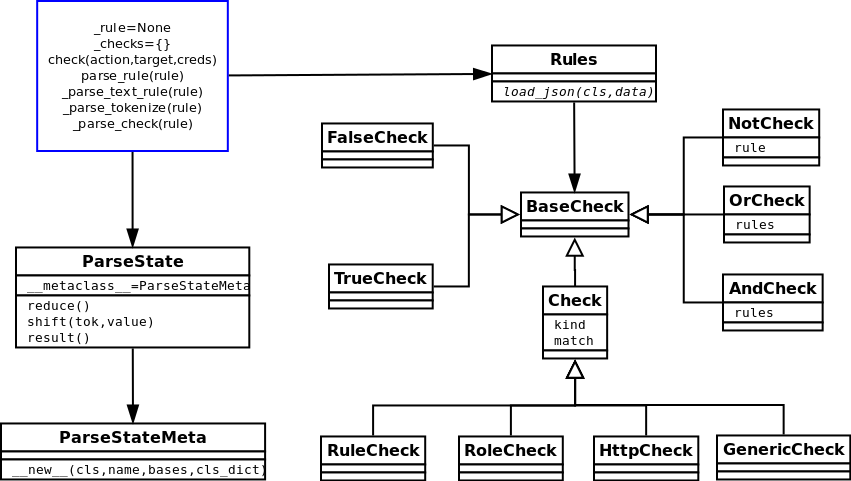 _rule=None
_checks={}
check(action,target,creds)
parse_rule(rule)
_parse_text_rule(rule)
_parse_tokenize(rule)
_parse_check(rule)
Rules
load_json(cls,data)
FalseCheck
NotCheck
rule
BaseCheck
OrCheck
rules
ParseState
__metaclass__=ParseStateMeta
reduce()
shift(tok,value)
result()
TrueCheck
Check
kind
match
AndCheck
rules
ParseStateMeta
__new__(cls,name,bases,cls_dict)
RuleCheck
RoleCheck
HttpCheck
GenericCheck